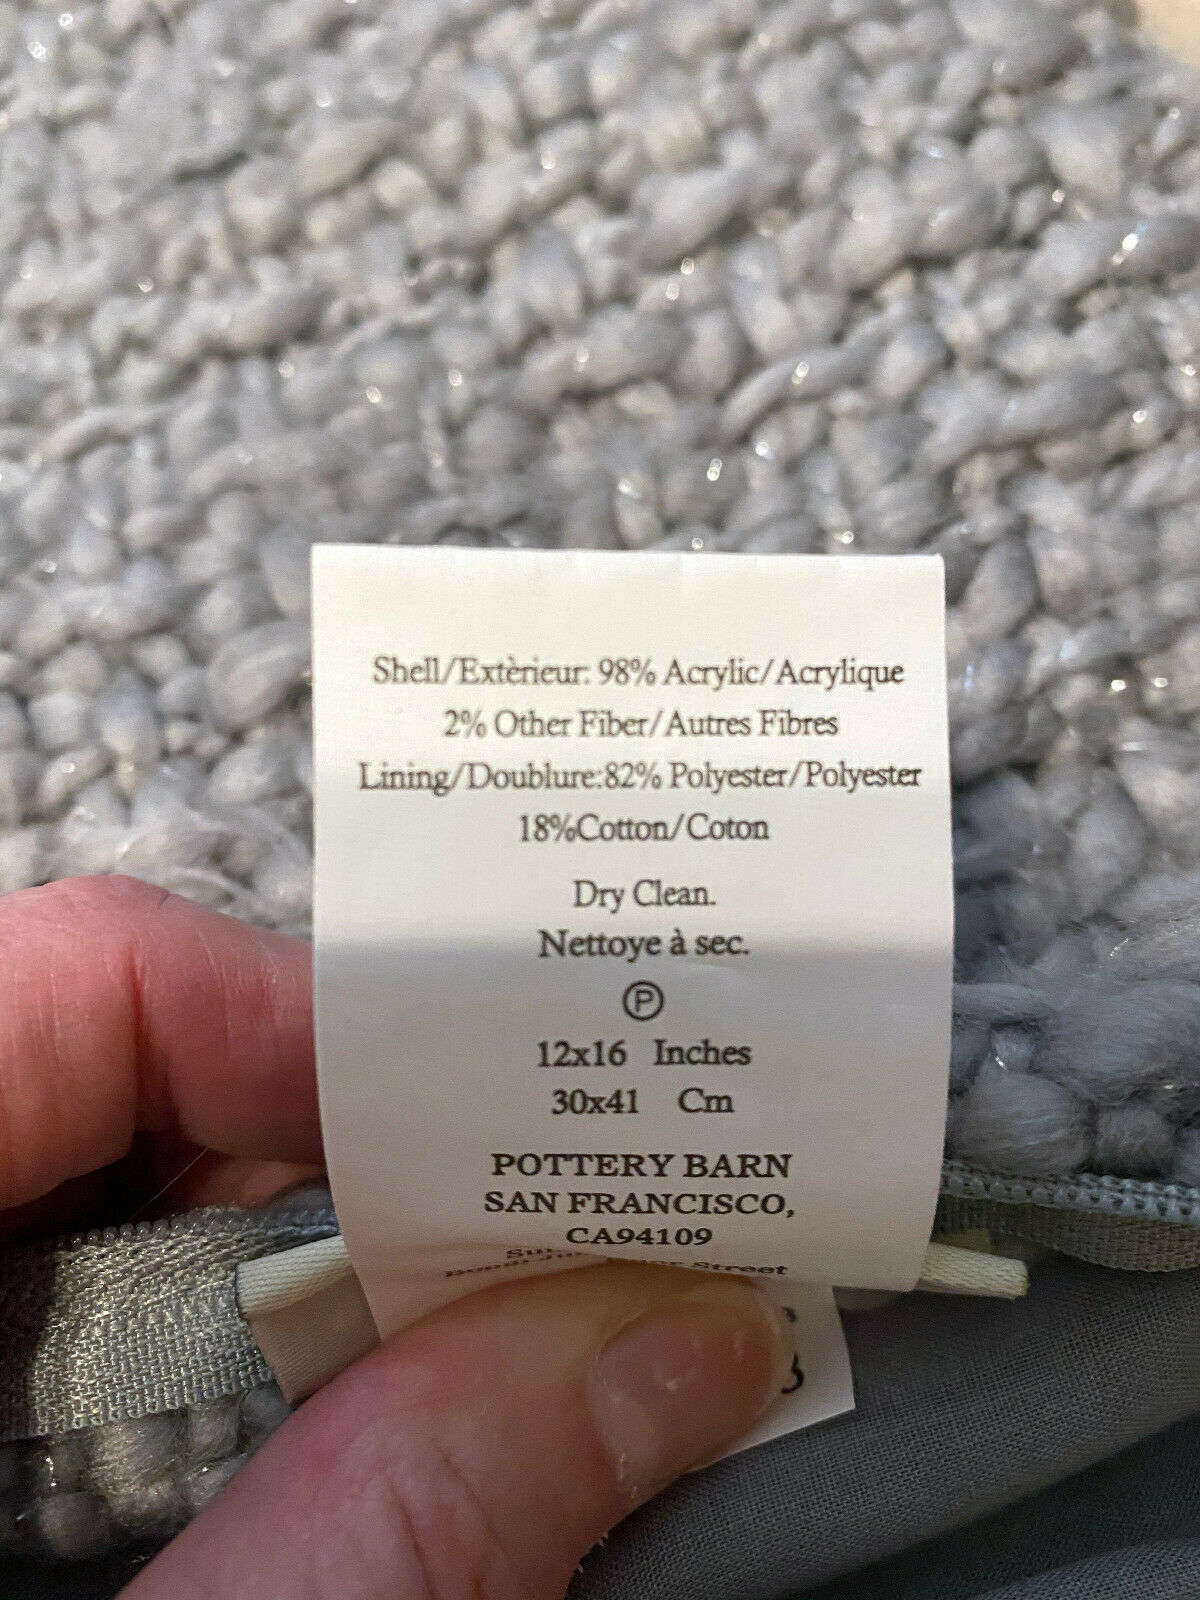 Shell/Extèrieur: 98% Acrylic/Acrylique
2% Other Fiber/Autres Fibres
Lining/Doublure:82% Polyester/Polyester
18%Cotton/Coton
Dry Clean.
Nettoye à sec.
Ⓟ
12x16 Inches
30x41 Cm
POTTERY BARN
SAN FRANCISCO,
CA94109
Street